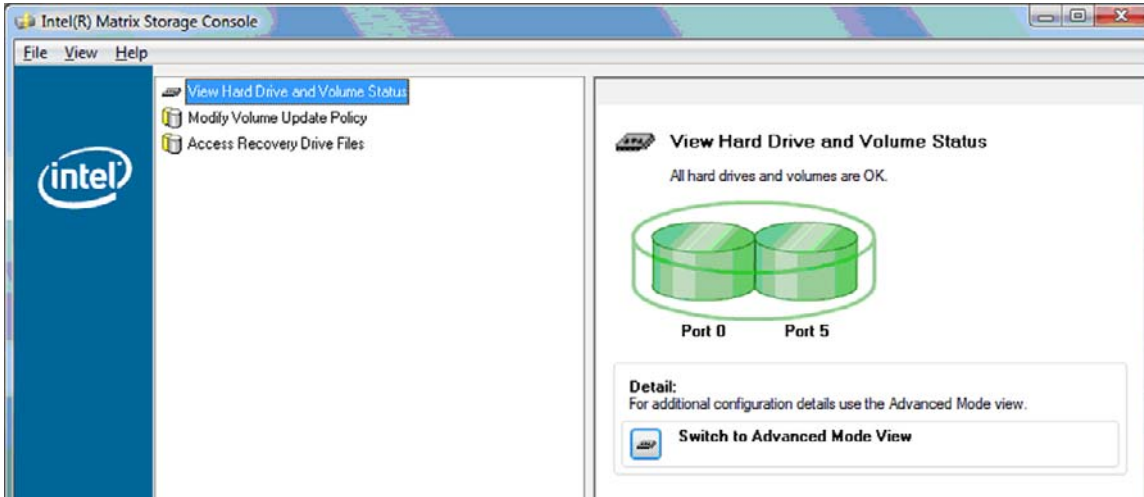 Intel(R) Matrix Storage Console
File View Help
intel
View Hard Drive and Volume Status
Modify Volume Update Policy
Access Recovery Drive Files
View Hard Drive and Volume Status
All hard drives and volumes are OK.
Port 0 Port 5
Detail:
For additional configuration details use the Advanced Mode view.
Switch to Advanced Mode View